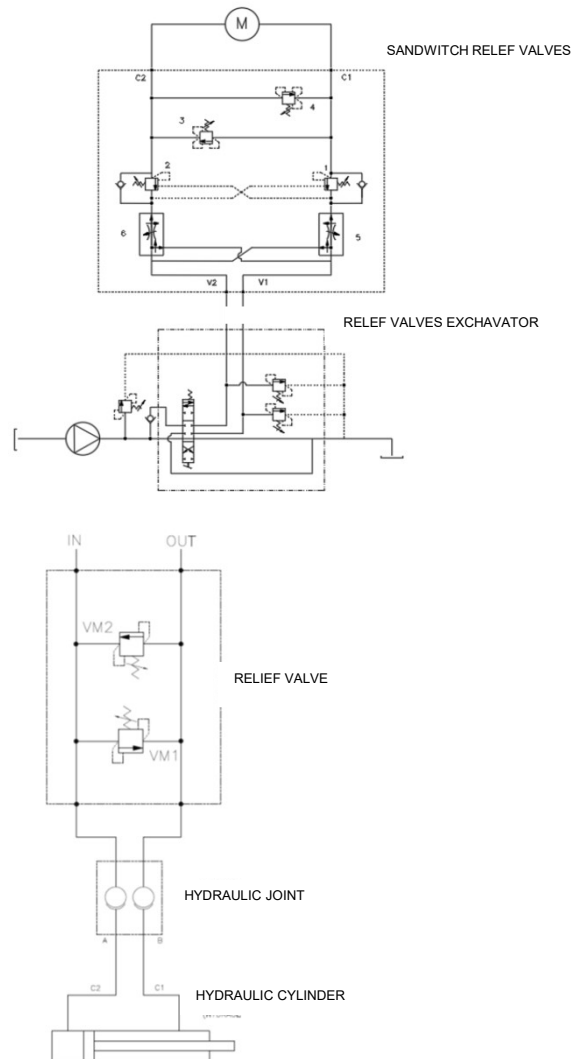 M
SANDWITCH RELEF VALVES
C2
C1
4
3
2
1
6
5
V2
V1
RELEF VALVES EXCHAVATOR
IN
OUT
VM2
RELIEF VALVE
VM1
HYDRAULIC JOINT
A
B
C2
C1
HYDRAULIC CYLINDER